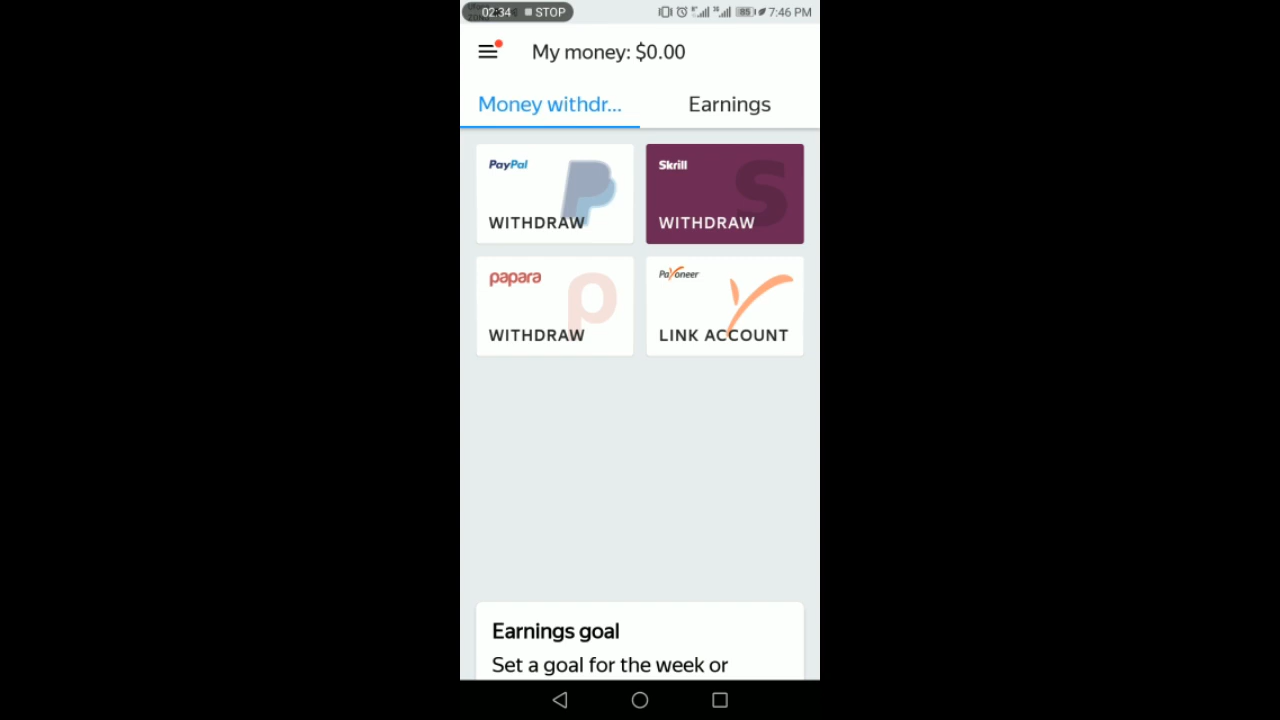 02:34 STOP 85 7:46 PM
My money: $0.00
Money withdr... Earnings
PayPal Skrill
WITHDRAW WITHDRAW
papara Payoneer
WITHDRAW LINK ACCOUNT
Earnings goal
Set a goal for the week or